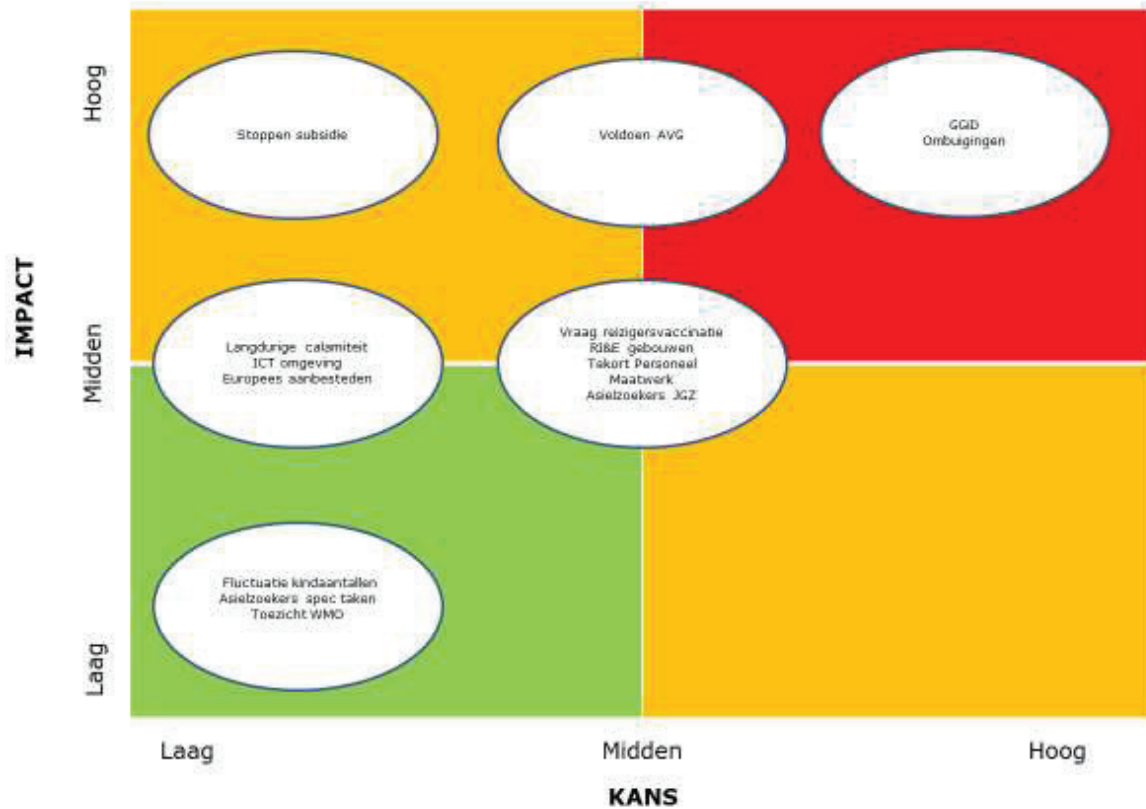 Hoog
Stoppen subsidie
Voldoen AVG
GGiD
Ombuigingen
IMPACT
Midden
Langdurige calamiteit
ICT omgeving
Europees aanbesteden
Vraag reizigersvaccinatie
RI&E gebouwen
Tekort Personeel
Maatwerk
Asielzoekers JGZ
Fluctuatie kindaantallen
Asielzoekers spec taken
Toezicht WMO
Laag
Laag
Midden
Hoog
KANS